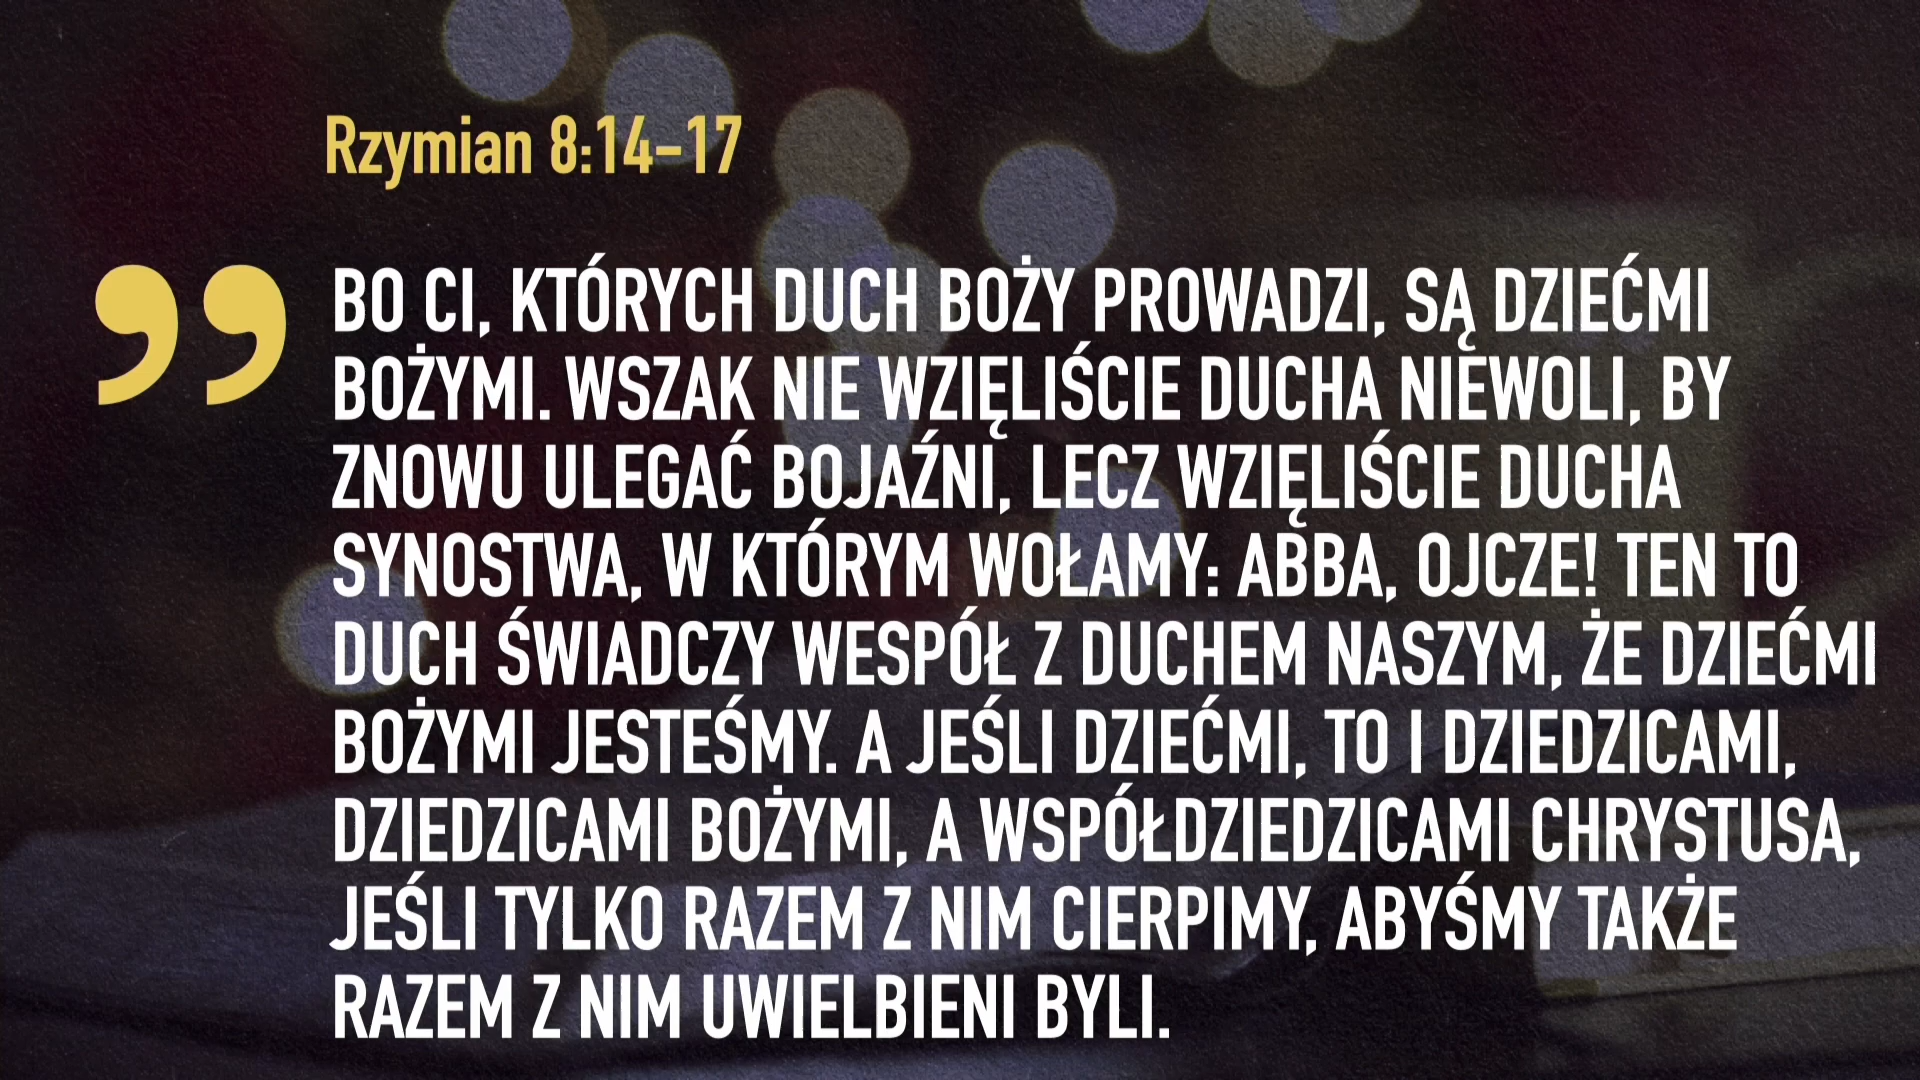 Rzymian 8:14–17
BO CI, KTÓRYCH DUCH BOŻY PROWADZI, SĄ DZIEĆMI
BOŻYMI. WSZAK NIE WZIĘLIŚCIE DUCHA NIEWOLI, BY
ZNOWU ULEGAĆ BOJAŹNI, LECZ WZIĘLIŚCIE DUCHA
SYNOSTWA, W KTÓRYM WOŁAMY: ABBA, OJCZE! TEN TO
DUCH ŚWIADCZY WESPÓŁ Z DUCHEM NASZYM, ŻE DZIEĆMI
BOŻYMI JESTEŚMY. A JEŚLI DZIEĆMI, TO I DZIEDZICAMI,
DZIEDZICAMI BOŻYMI, A WSPÓŁDZIEDZICAMI CHRYSTUSA,
JEŚLI TYLKO RAZEM Z NIM CIERPIMY, ABYŚMY TAKŻE
RAZEM Z NIM UWIELBIENI BYLI.